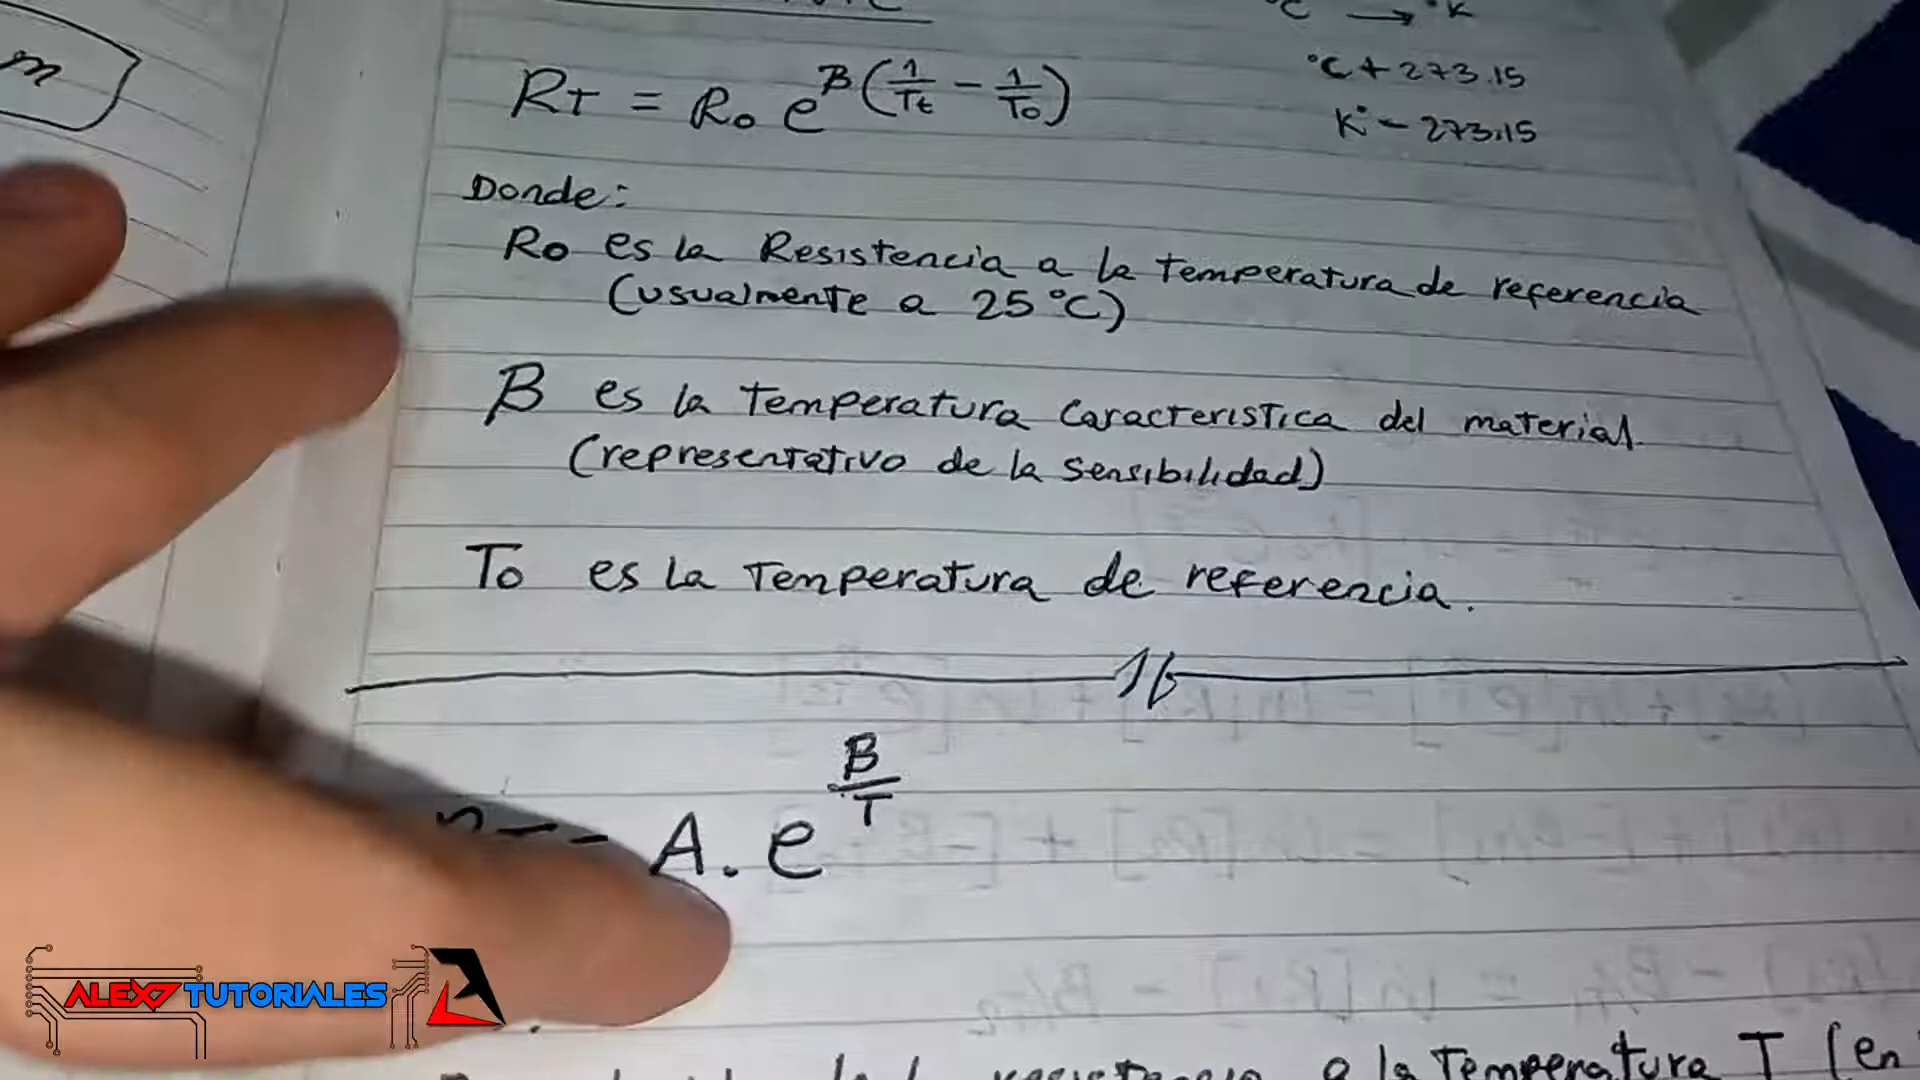 °C → °K
m
RT = Ro e^β(1/Tt - 1/To)
°C + 273.15
K° - 273.15
Donde:
Ro es la Resistencia a la Temperatura de referencia
(usualmente a 25°C)
β es la Temperatura característica del material.
(representativo de la sensibilidad)
To es la Temperatura de referencia.
A. e^B/T
ALEX7 TUTORIALES
resistencia a la Temperatura T (en